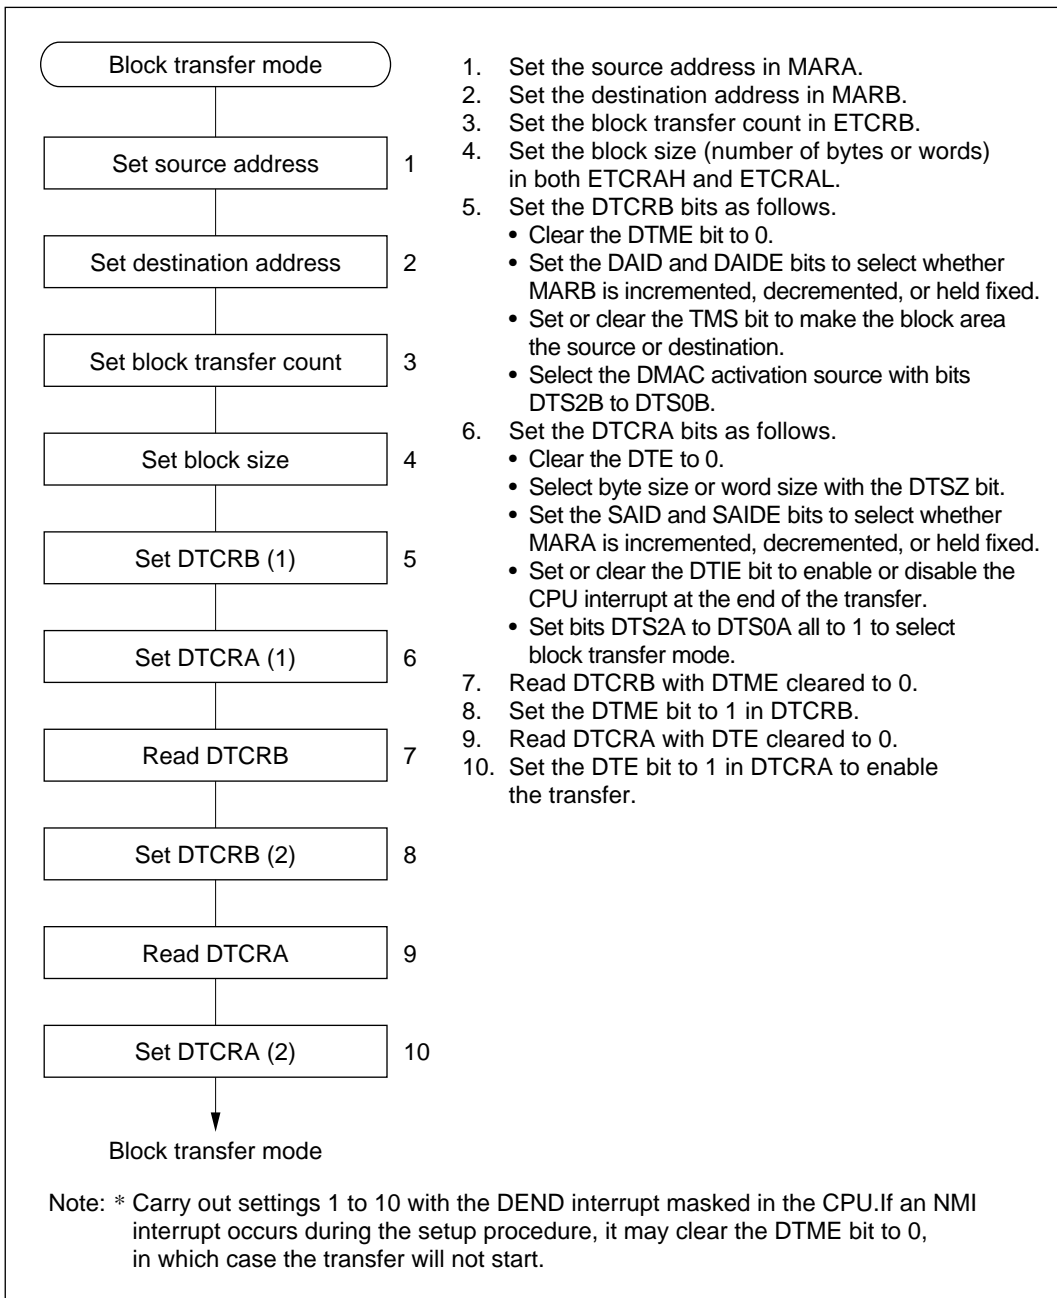 Block transfer mode
Set source address 1
Set destination address 2
Set block transfer count 3
Set block size 4
Set DTCRB (1) 5
Set DTCRA (1) 6
Read DTCRB 7
Set DTCRB (2) 8
Read DTCRA 9
Set DTCRA (2) 10
Block transfer mode
1. Set the source address in MARA.
2. Set the destination address in MARB.
3. Set the block transfer count in ETCRB.
4. Set the block size (number of bytes or words)
in both ETCRAH and ETCRAL.
5. Set the DTCRB bits as follows.
• Clear the DTME bit to 0.
• Set the DAID and DAIDE bits to select whether
MARB is incremented, decremented, or held fixed.
• Set or clear the TMS bit to make the block area
the source or destination.
• Select the DMAC activation source with bits
DTS2B to DTS0B.
6. Set the DTCRA bits as follows.
• Clear the DTE to 0.
• Select byte size or word size with the DTSZ bit.
• Set the SAID and SAIDE bits to select whether
MARA is incremented, decremented, or held fixed.
• Set or clear the DTIE bit to enable or disable the
CPU interrupt at the end of the transfer.
• Set bits DTS2A to DTS0A all to 1 to select
block transfer mode.
7. Read DTCRB with DTME cleared to 0.
8. Set the DTME bit to 1 in DTCRB.
9. Read DTCRA with DTE cleared to 0.
10. Set the DTE bit to 1 in DTCRA to enable
the transfer.
Note: * Carry out settings 1 to 10 with the DEND interrupt masked in the CPU.If an NMI
interrupt occurs during the setup procedure, it may clear the DTME bit to 0,
in which case the transfer will not start.